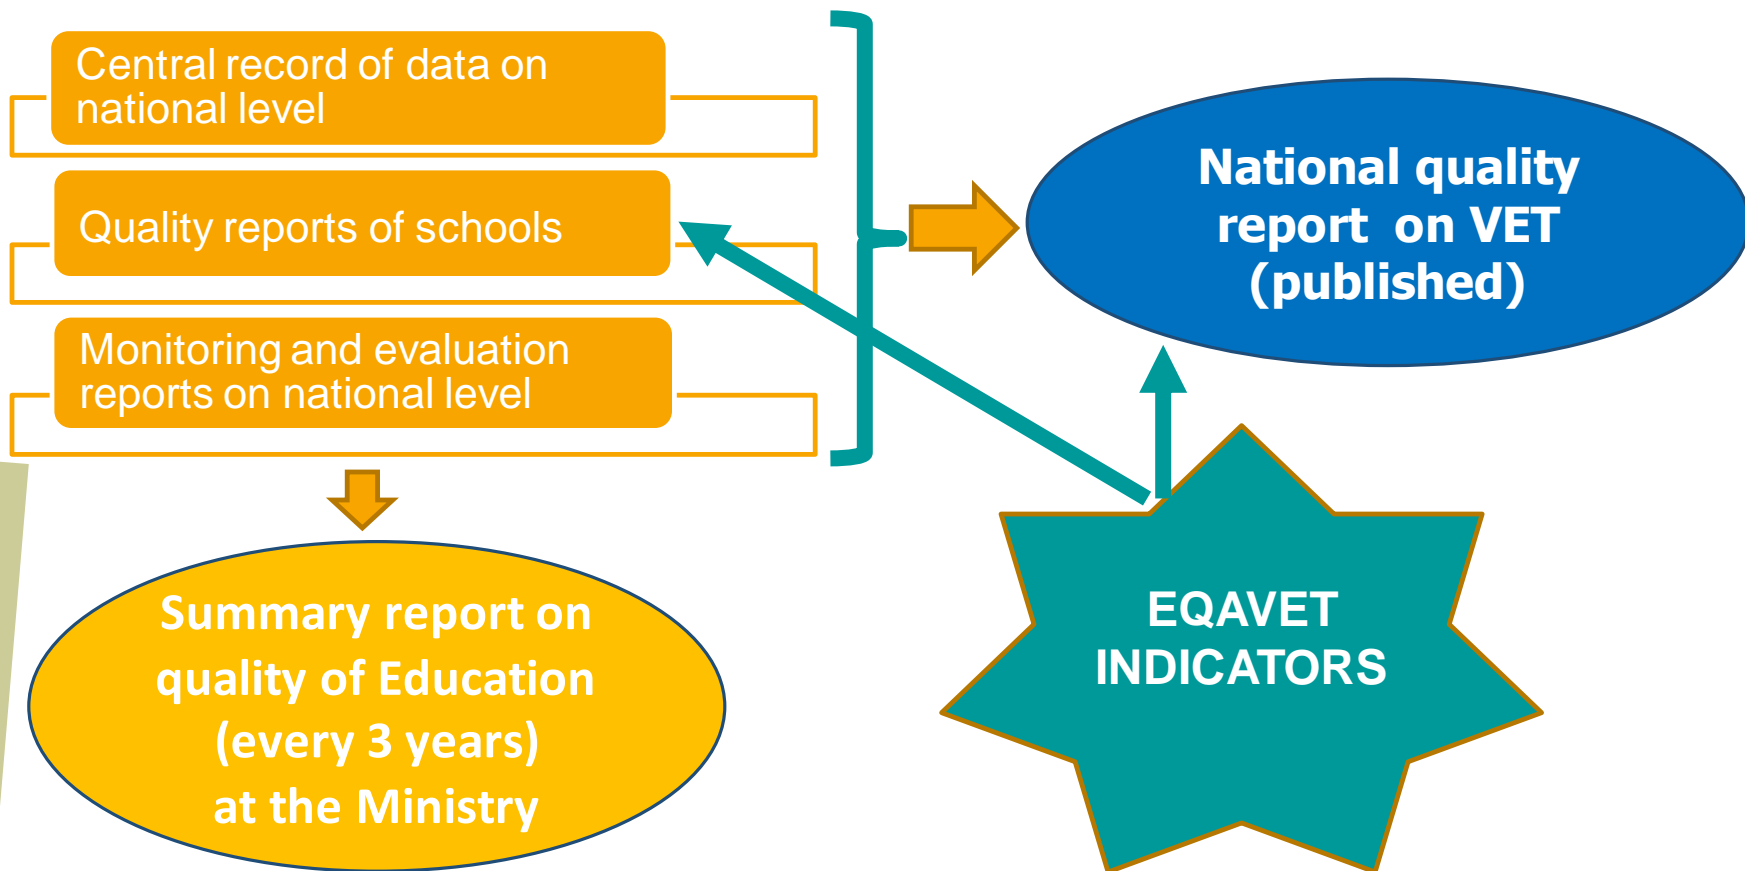 Central record of data on
national level
Quality reports of schools
Monitoring and evaluation
reports on national level
National quality
report on VET
(published)
Summary report on
quality of Education
(every 3 years)
at the Ministry
EQAVET
INDICATORS